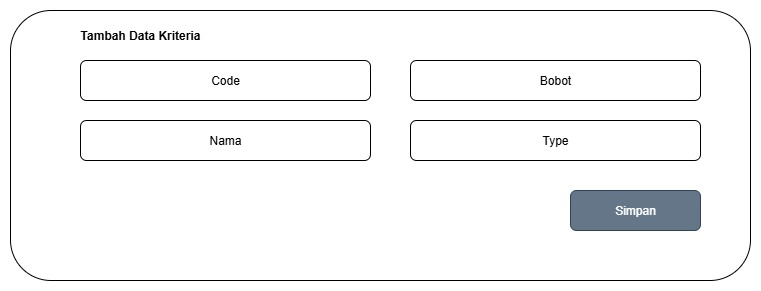 Tambah Data Kriteria
Code
Bobot
Nama
Type
Simpan